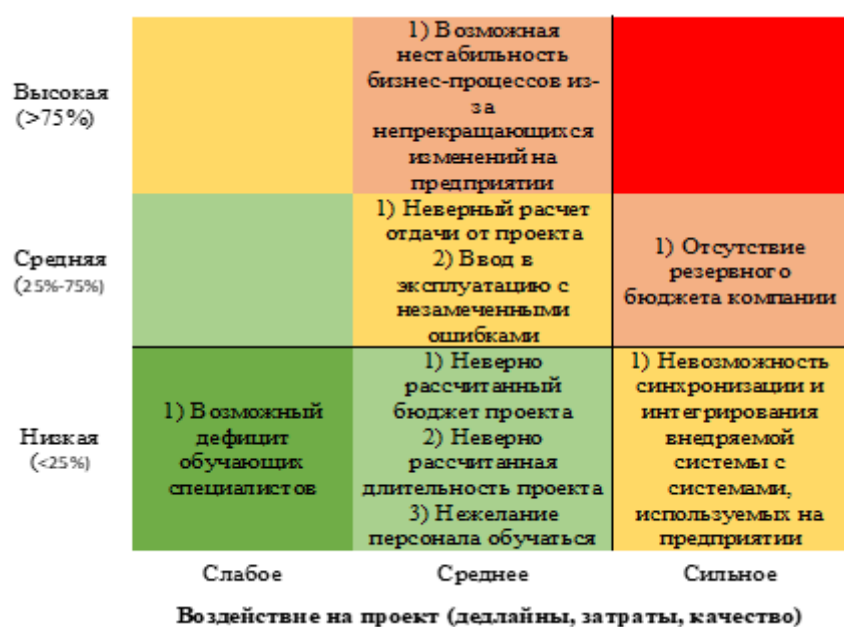 1) Возможная
нестабильность
бизнес-процессов из-
за
непрекращающихся
изменений на
предприятии
Высокая
(>75%)
1) Неверный расчет
отдачи от проекта
2) Ввод в
эксплуатацию с
незамеченными
ошибками
Средняя
(25%-75%)
1) Отсутствие
резервного
бюджета компании
Низкая
(<25%)
1) Возможный
дефицит
обучающих
специалистов
1) Неверно
рассчитанный
бюджет проекта
2) Неверно
рассчитанная
длительность проекта
3) Нежелание
персонала обучаться
1) Невозможность
синхронизации и
интегрирования
внедряемой
системы с
системами,
используемых на
предприятии
Слабое
Среднее
Сильное
Воздействие на проект (дедлайны, затраты, качество)